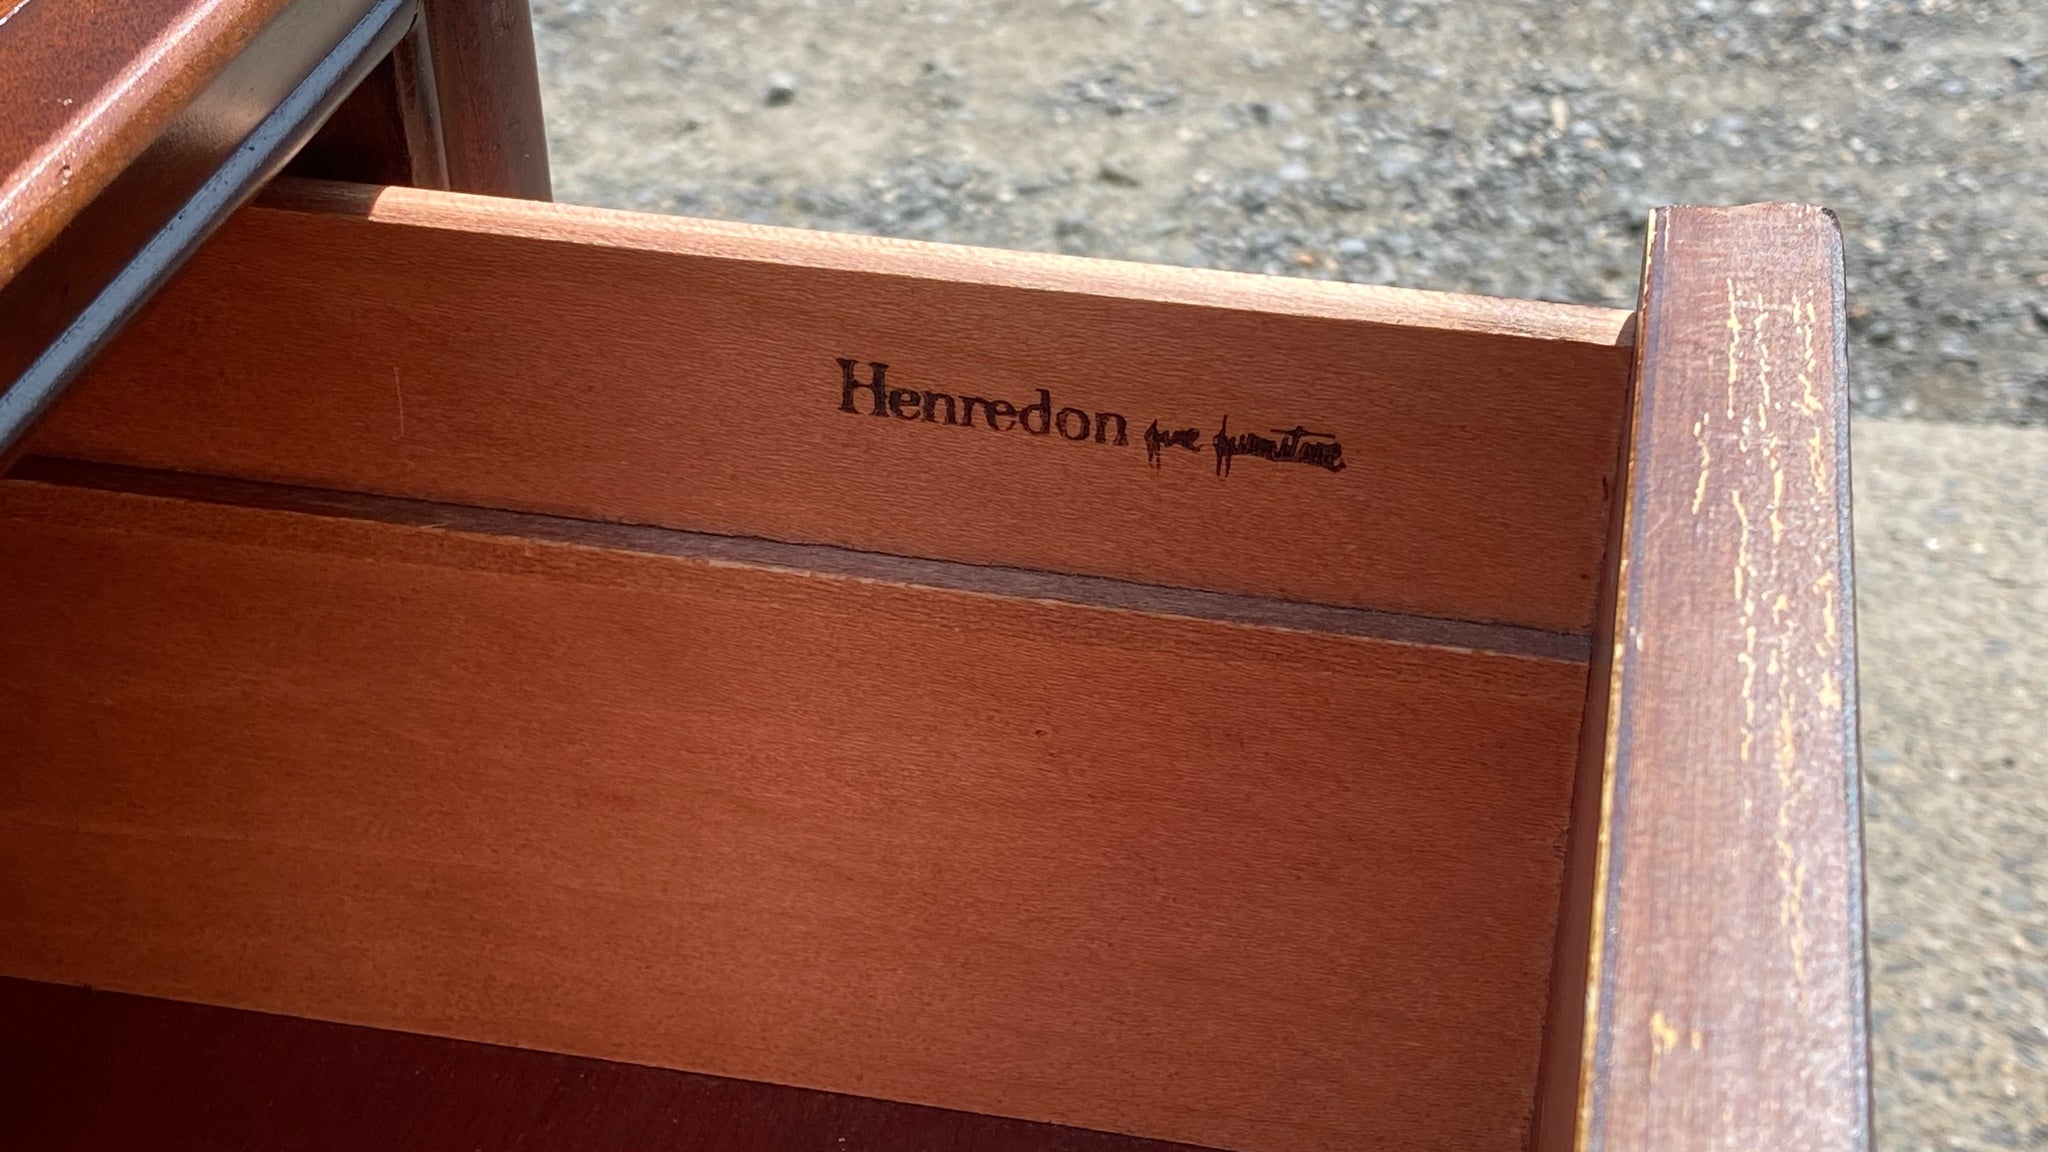 Henredon fine furniture